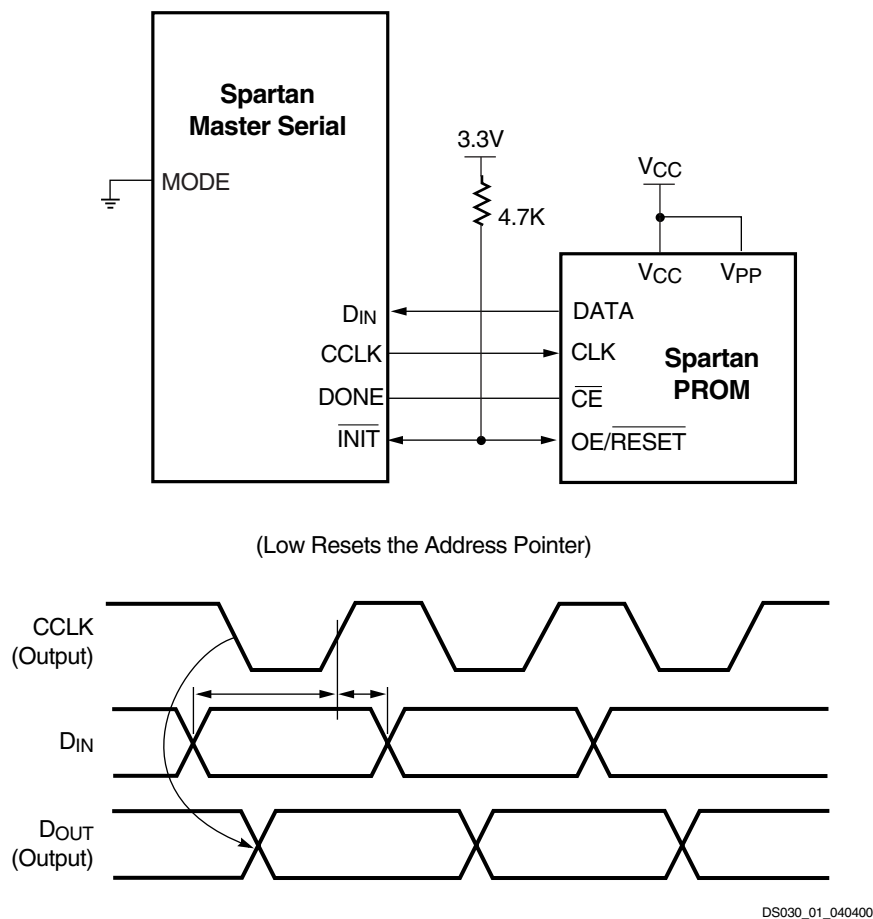 Spartan
Master Serial
MODE
3.3V
4.7K
VCC
VCC VPP
DIN
DATA
CCLK
CLK
Spartan
PROM
DONE
CE
INIT
OE/RESET
(Low Resets the Address Pointer)
CCLK
(Output)
DIN
DOUT
(Output)
DS030_01_040400